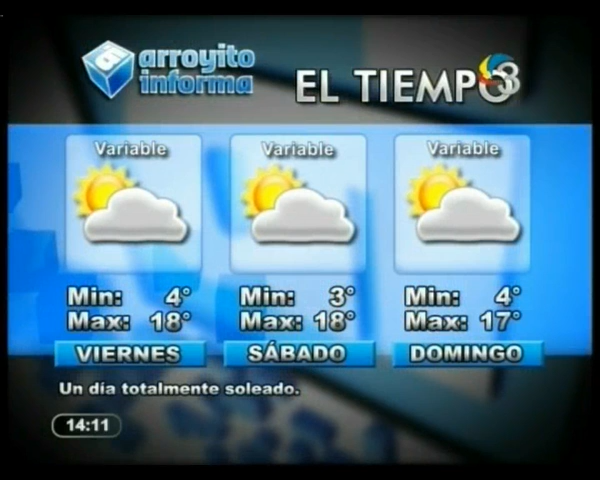 arroyito
informa
EL TIEMPO
Variable
Variable
Variable
Min: 4°
Max: 18°
VIERNES
Min: 3°
Max: 18°
SÁBADO
Min: 4°
Max: 17°
DOMINGO
Un día totalmente soleado.
14:11